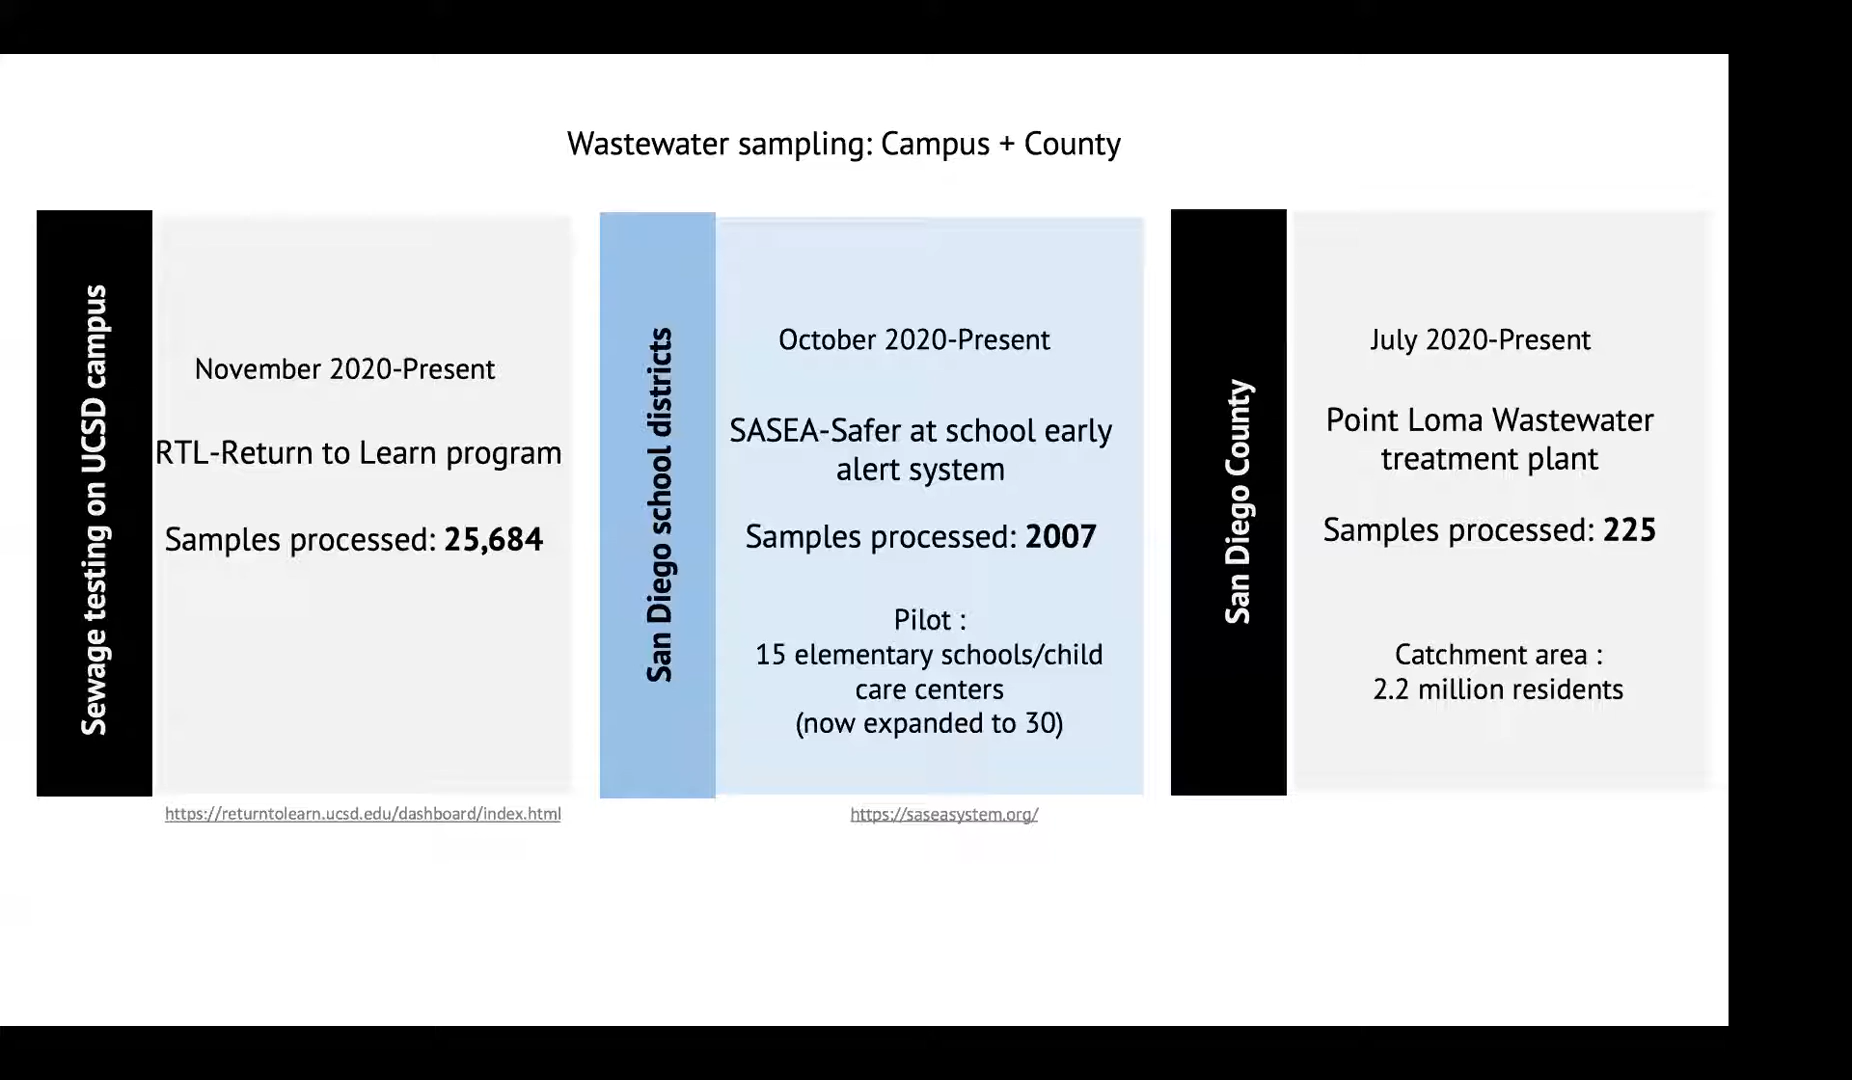 Wastewater sampling: Campus + County
Sewage testing on UCSD campus
November 2020-Present
RTL-Return to Learn program
Samples processed: 25,684
https://returntolearn.ucsd.edu/dashboard/index.html
San Diego school districts
October 2020-Present
SASEA-Safer at school early
alert system
Samples processed: 2007
Pilot :
15 elementary schools/child
care centers
(now expanded to 30)
https://saseasystem.org/
San Diego County
July 2020-Present
Point Loma Wastewater
treatment plant
Samples processed: 225
Catchment area :
2.2 million residents